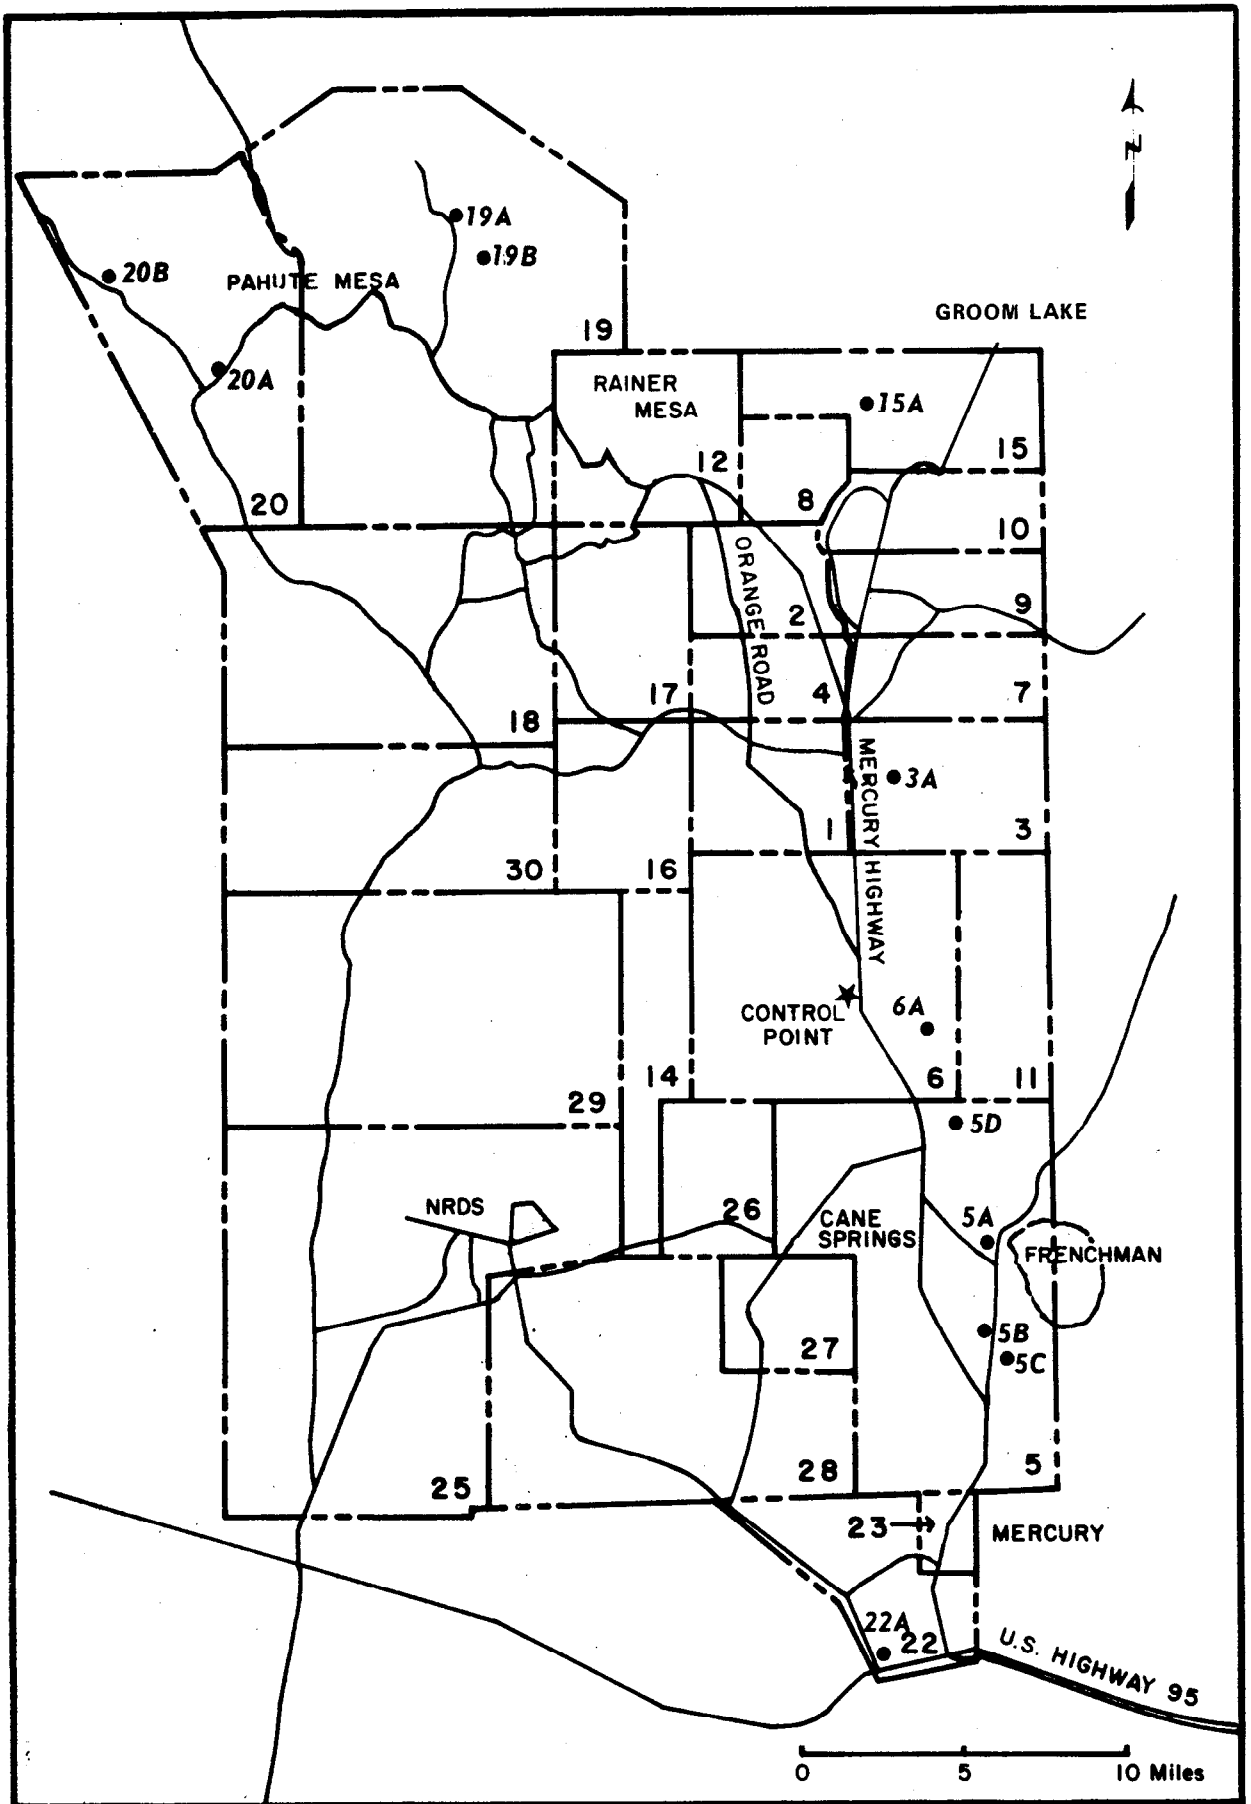 N
19A
19B
20B
PAHUTE MESA
GROOM LAKE
19
20A
RAINER
MESA
15A
12
15
20
8
10
ORANGE ROAD
9
2
17
4
7
18
MERCURY HIGHWAY
3A
1
3
30
16
6A
CONTROL
POINT
14
6
11
29
5D
NRDS
26
CANE
SPRINGS
5A
FRENCHMAN
5B
27
5C
25
28
5
23
MERCURY
22A
22
U.S. HIGHWAY 95
0 5 10 Miles